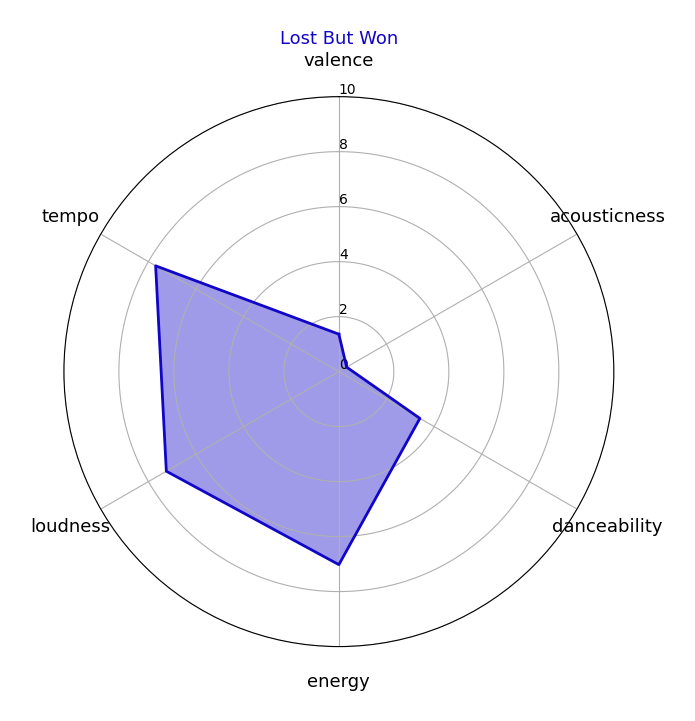 Lost But Won
valence
10
8
tempo
6
acousticness
4
2
0
loudness
danceability
energy